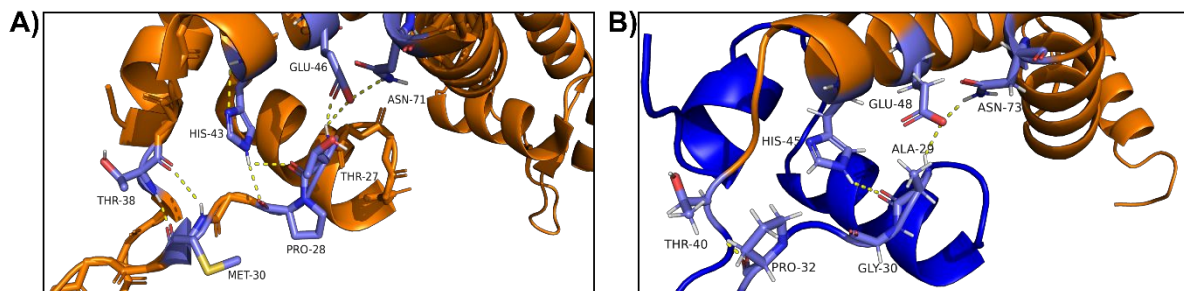 A)
GLU-46
ASN-71
HIS-43
THR-27
THR-38
PRO-28
MET-30
B)
GLU-48
ASN-73
HIS-45
ALA-29
THR-40
PRO-32
GLY-30